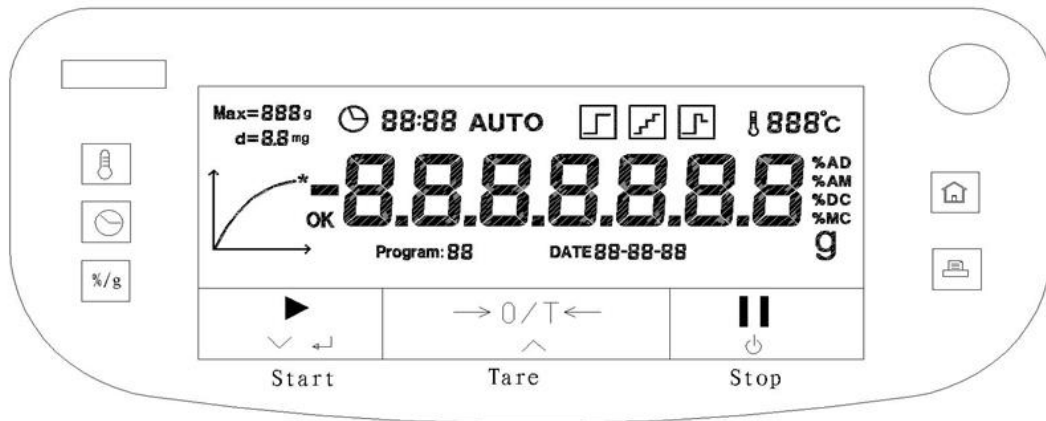 Max=888g
d=8.8mg
88:88 AUTO
888°C
-8.8.8.8.8.8.8
%AD
%AM
%DC
%MC
g
*
OK
Program:88
DATE88-88-88
%/g
→0/T←
Start
Tare
Stop